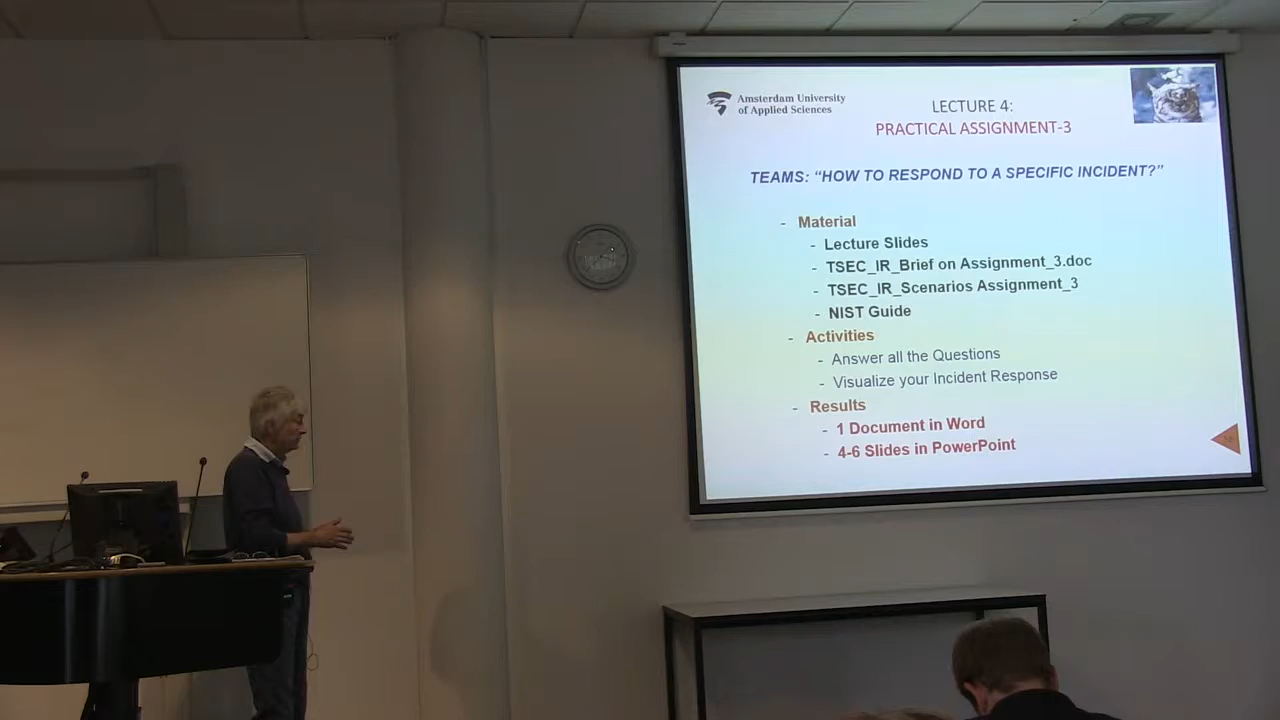 Amsterdam University
of Applied Sciences
LECTURE 4:
PRACTICAL ASSIGNMENT-3
TEAMS: “HOW TO RESPOND TO A SPECIFIC INCIDENT?”
- Material
- Lecture Slides
- TSEC_IR_Brief on Assignment_3.doc
- TSEC_IR_Scenarios Assignment_3
- NIST Guide
- Activities
- Answer all the Questions
- Visualize your Incident Response
- Results
- 1 Document in Word
- 4-6 Slides in PowerPoint